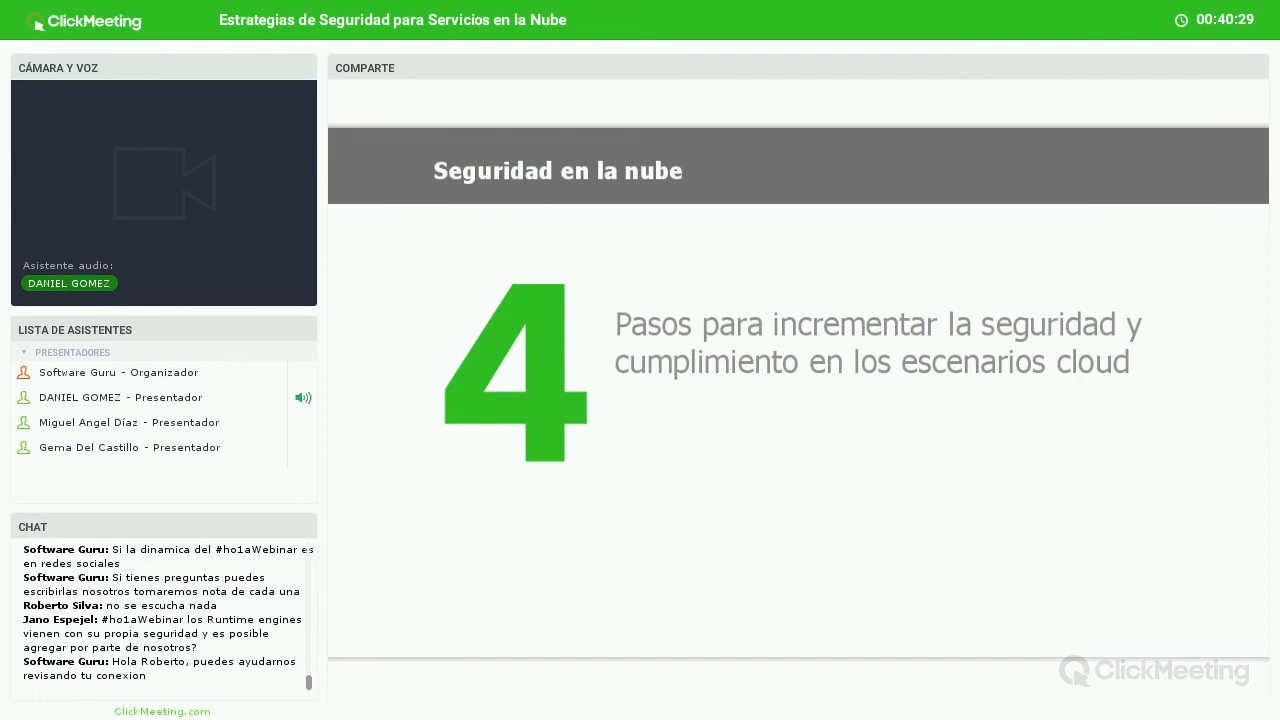 ClickMeeting
Estrategias de Seguridad para Servicios en la Nube
00:40:29
CÁMARA Y VOZ
Asistente audio:
DANIEL GOMEZ
LISTA DE ASISTENTES
PRESENTADORES
Software Guru - Organizador
DANIEL GOMEZ - Presentador
Miguel Angel Díaz - Presentador
Gema Del Castillo - Presentador
CHAT
Software Guru: Si la dinamica del #ho1aWebinar es
en redes sociales
Software Guru: Si tienes preguntas puedes
escribirlas nosotros tomaremos nota de cada una
Roberto Silva: no se escucha nada
Jano Espejel: #ho1aWebinar los Runtime engines
vienen con su propia seguridad y es posible
agregar por parte de nosotros?
Software Guru: Hola Roberto, puedes ayudarnos
revisando tu conexion
ClickMeeting.com
COMPARTE
Seguridad en la nube
4
Pasos para incrementar la seguridad y
cumplimiento en los escenarios cloud
ClickMeeting